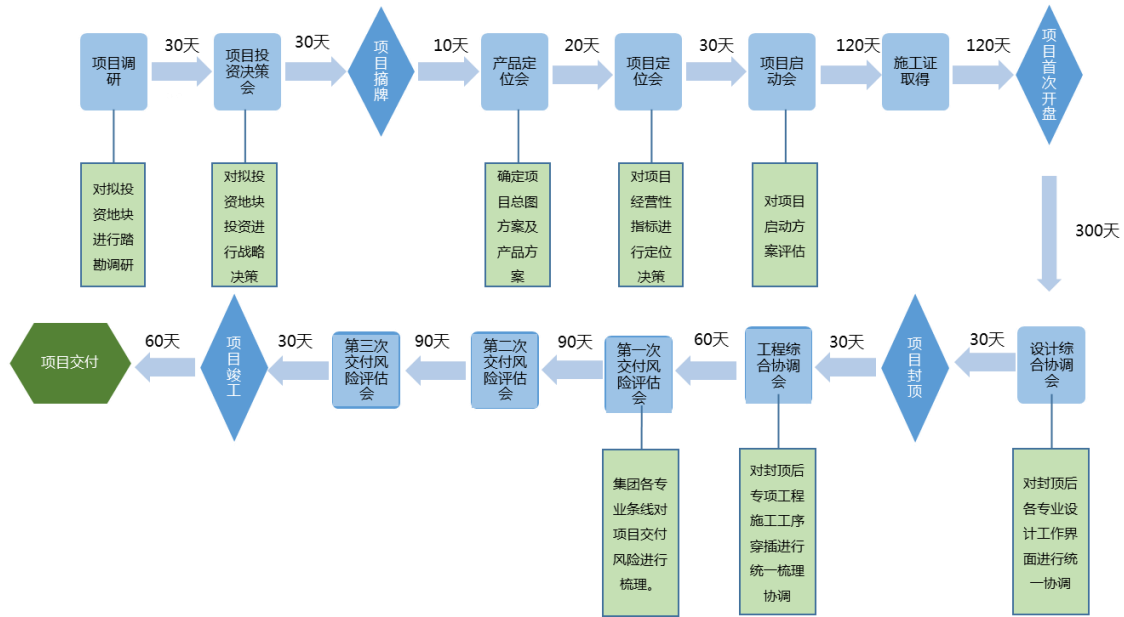 30天
30天
10天
20天
30天
120天
120天
项目调
研
项目投
资决策
会
项
目
摘
牌
产品定
位会
项目定
位会
项目启
动会
施工证
取得
项
目
首
次
开
盘
对拟投
资地块
进行踏
勘调研
对拟投
资地块
投资进
行战略
决策
确定项
目总图
方案及
产品方
案
对项目
经营性
指标进
行定位
决策
对项目
启动方
案评估
300天
30天
设计综
合协调
会
项
目
封
顶
30天
工程综
合协调
会
60天
第一次
交付风
险评估
会
90天
第二次
交付风
险评估
会
90天
第三次
交付风
险评估
会
30天
项
目
竣
工
60天
项目交付
集团各专
业条线对
项目交付
风险进行
梳理。
对封顶后
专项工程
施工工序
穿插进行
统一梳理
协调
对封顶后
各专业设
计工作界
面进行统
一协调